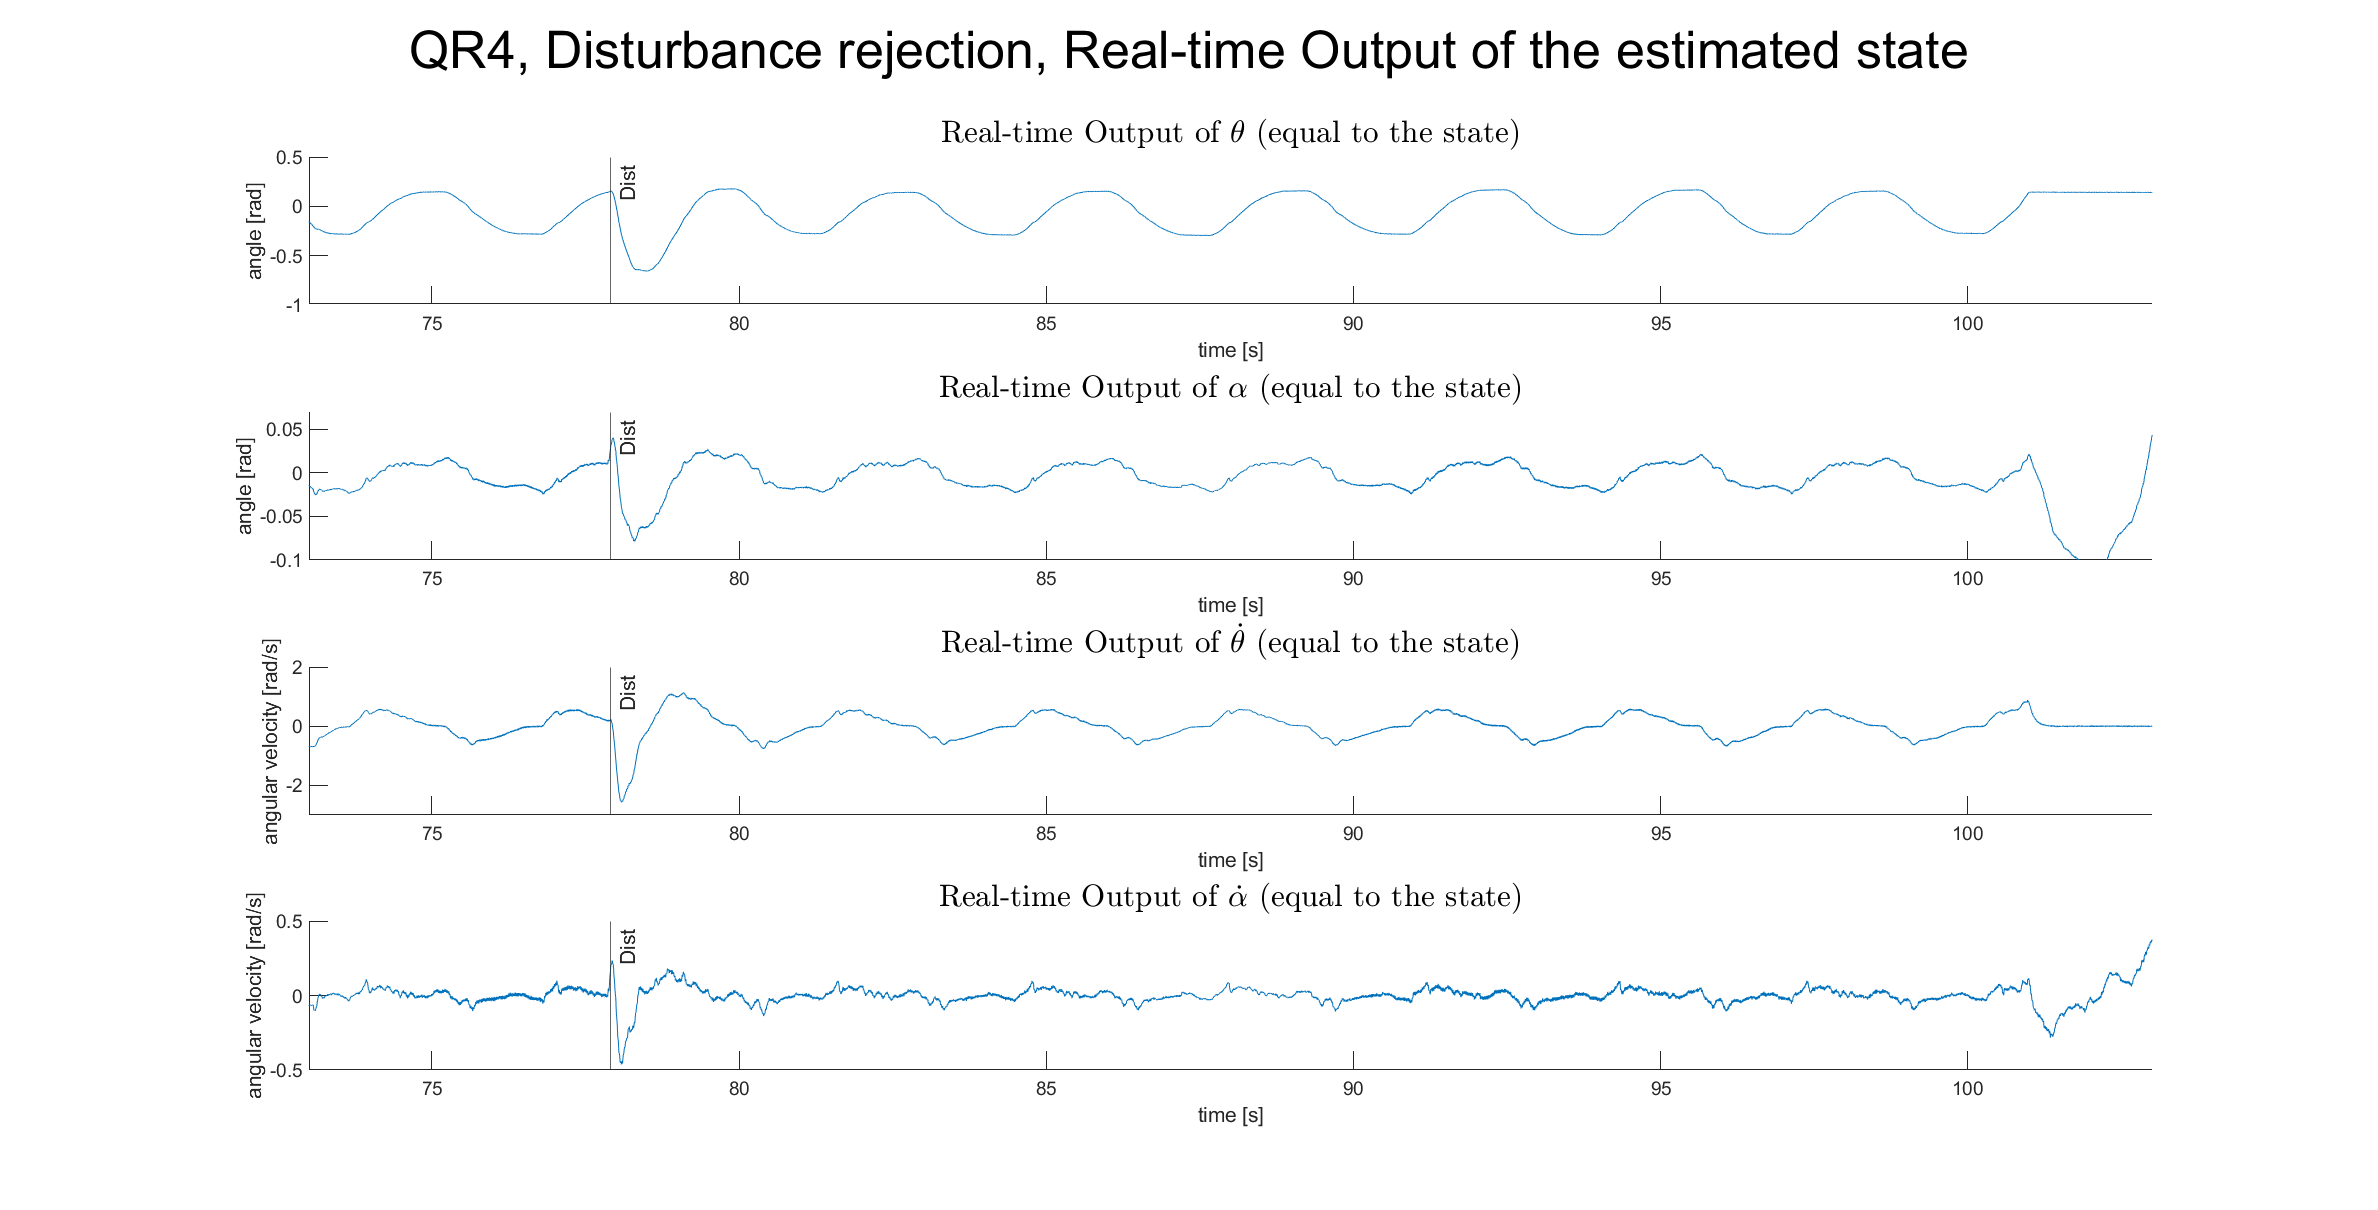 QR4, Disturbance rejection, Real-time Output of the estimated state
Real-time Output of θ (equal to the state)
angle [rad]
0.5
0
-0.5
-1
Dist
75 80 85 90 95 100
time [s]
Real-time Output of α (equal to the state)
angle [rad]
0.05
0
-0.05
-0.1
Dist
75 80 85 90 95 100
time [s]
Real-time Output of θ̇ (equal to the state)
angular velocity [rad/s]
2
0
-2
Dist
75 80 85 90 95 100
time [s]
Real-time Output of α̇ (equal to the state)
angular velocity [rad/s]
0.5
0
-0.5
Dist
75 80 85 90 95 100
time [s]